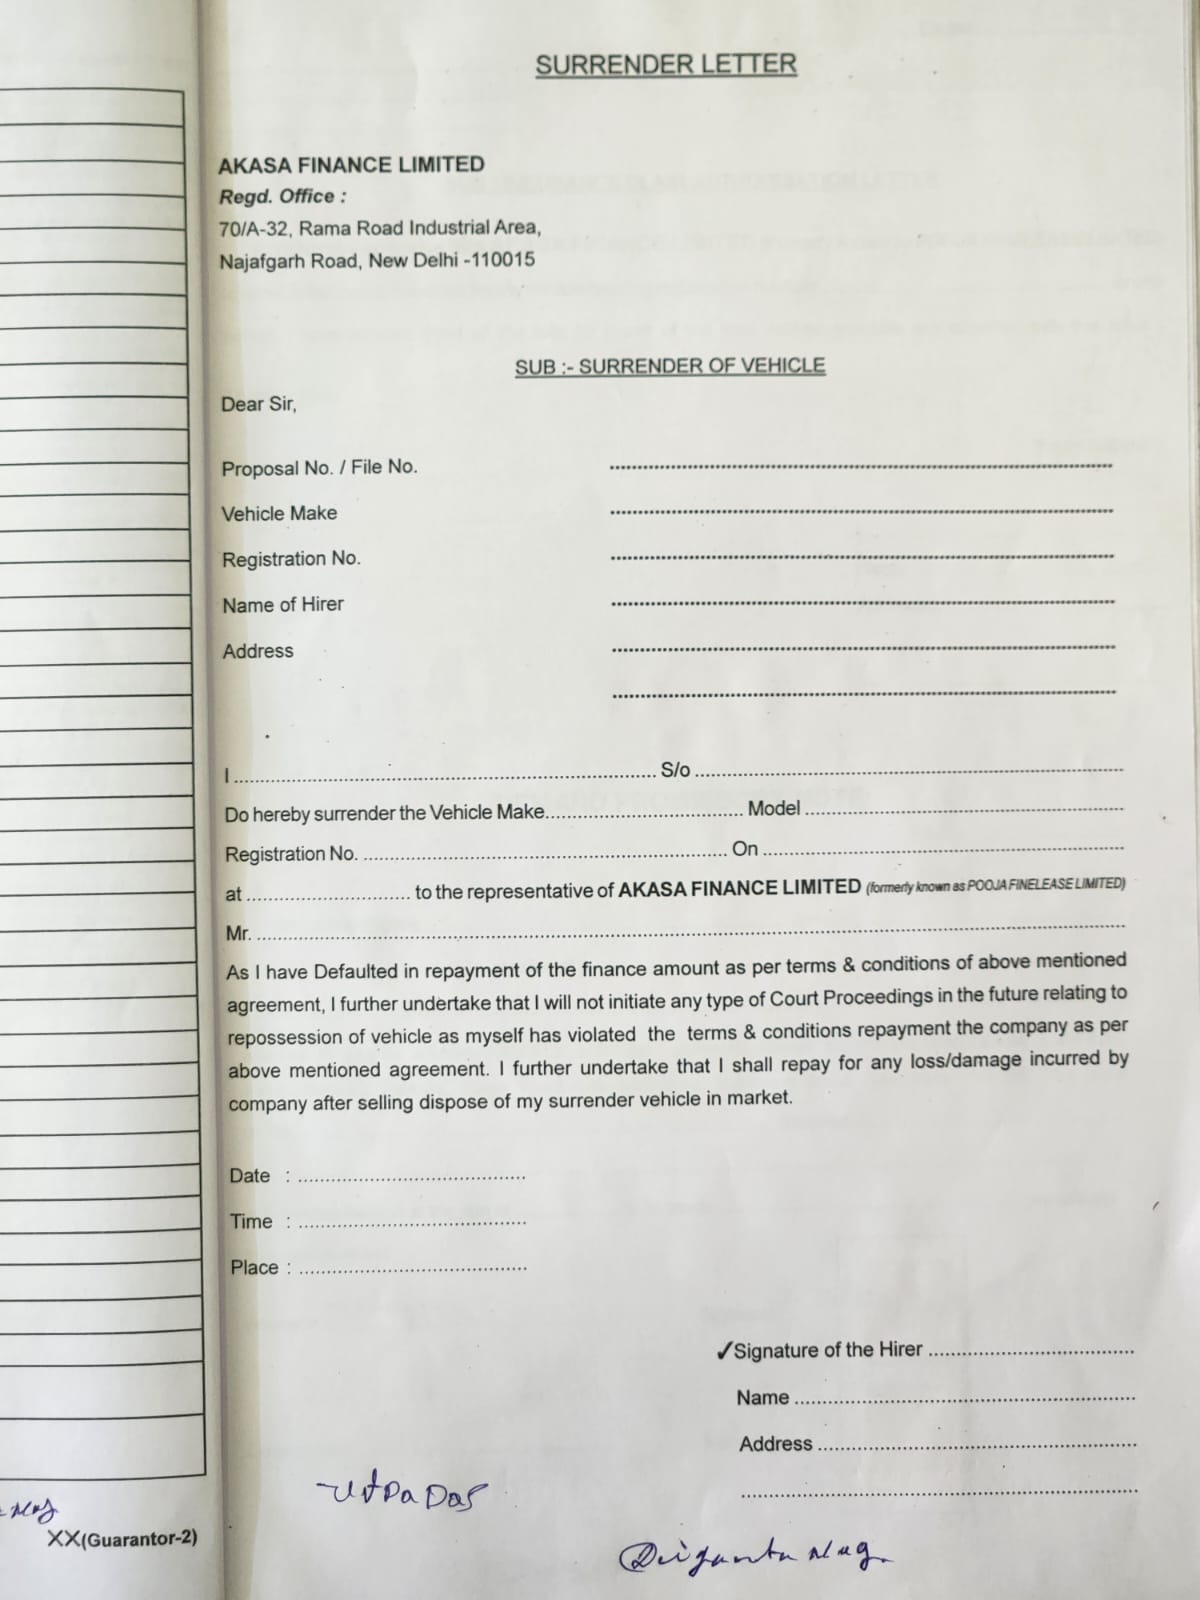 SURRENDER LETTER
AKASA FINANCE LIMITED
Regd. Office :
70/A-32, Rama Road Industrial Area,
Najafgarh Road, New Delhi -110015
SUB :- SURRENDER OF VEHICLE
Dear Sir,
Proposal No. / File No. ........................................
Vehicle Make ........................................
Registration No. ........................................
Name of Hirer ........................................
Address ........................................
........................................
I ........................................ S/o ........................................
Do hereby surrender the Vehicle Make.................................... Model ........................................
Registration No. ........................................ On ........................................
at .............................. to the representative of AKASA FINANCE LIMITED (formerly known as POOJA FINELEASE LIMITED)
Mr. ........................................
As I have Defaulted in repayment of the finance amount as per terms & conditions of above mentioned
agreement, I further undertake that I will not initiate any type of Court Proceedings in the future relating to
repossession of vehicle as myself has violated the terms & conditions repayment the company as per
above mentioned agreement. I further undertake that I shall repay for any loss/damage incurred by
company after selling dispose of my surrender vehicle in market.
Date : ........................................
Time : ........................................
Place : ........................................
✓Signature of the Hirer ........................................
Name ........................................
Address ........................................
........................................
Das
Nag
XX(Guarantor-2)